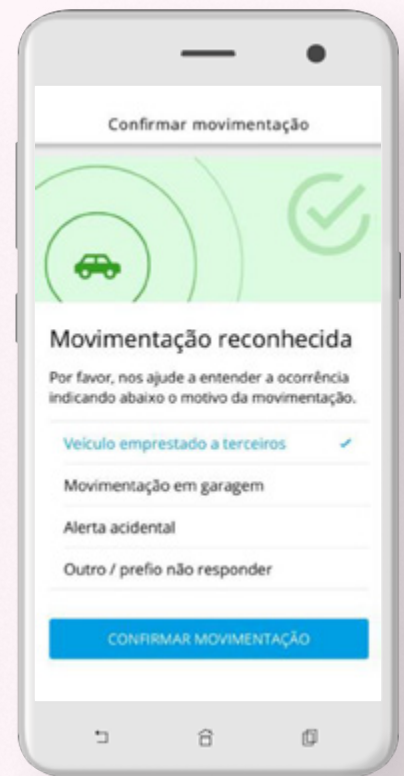 Confirmar movimentação
Movimentação reconhecida
Por favor, nos ajude a entender a ocorrência
indicando abaixo o motivo da movimentação.
Veículo emprestado a terceiros
Movimentação em garagem
Alerta acidental
Outro / prefio não responder
CONFIRMAR MOVIMENTAÇÃO